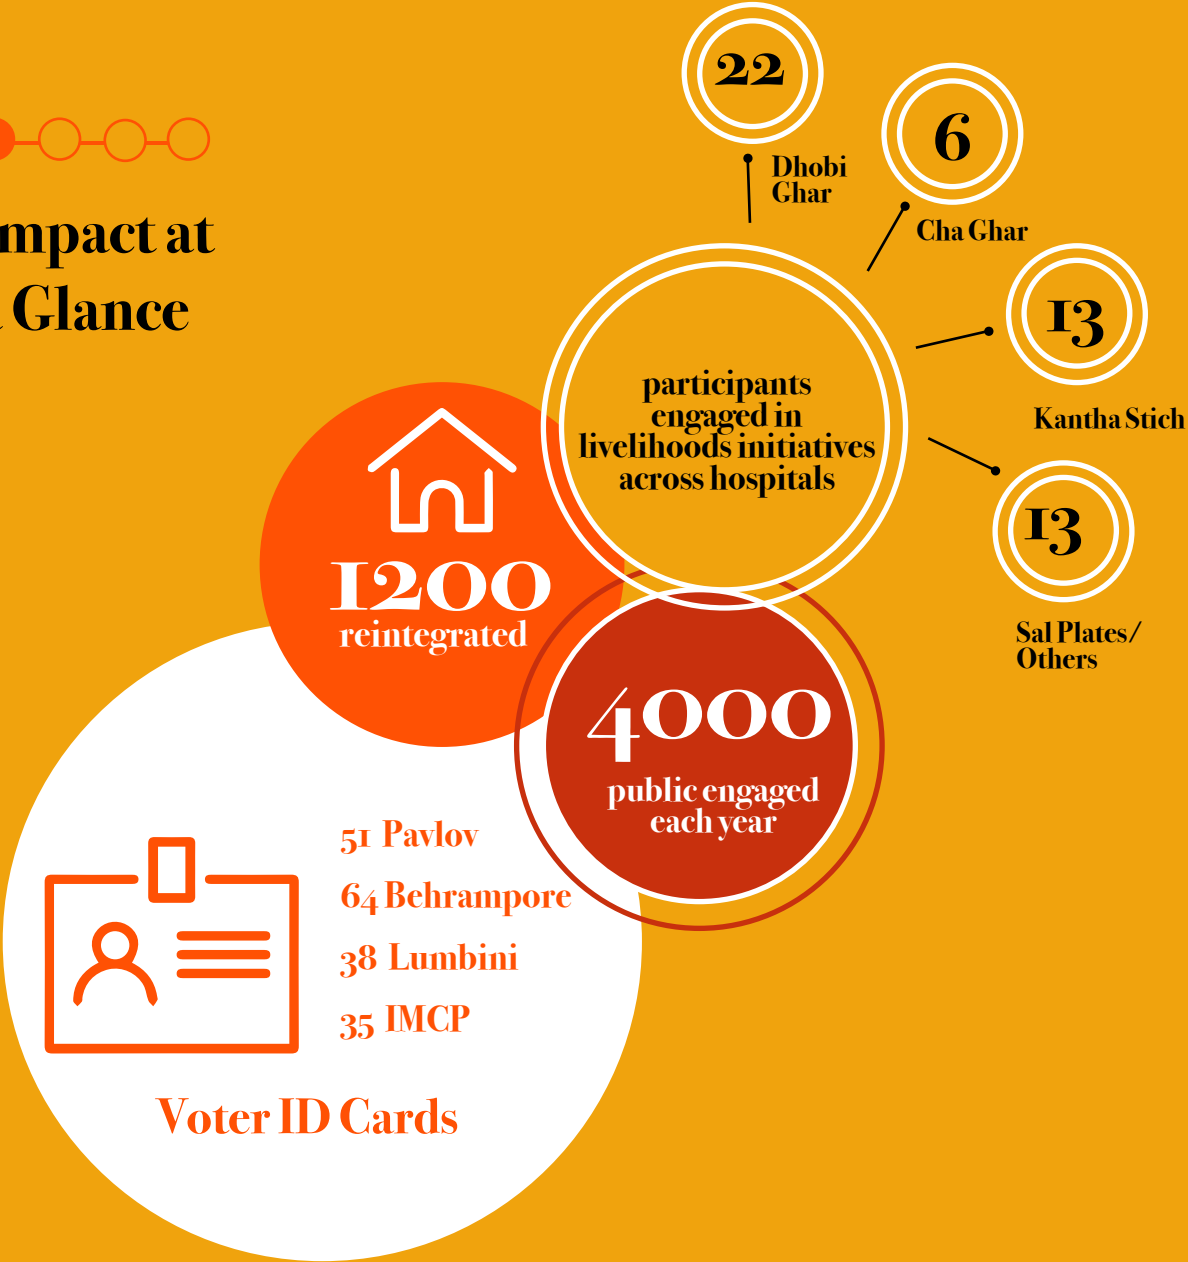 mpact at
Glance
22
Dhobi
Ghar
6
Cha Ghar
13
Kantha Stich
13
Sal Plates/
Others
participants
engaged in
livelihoods initiatives
across hospitals
1200
reintegrated
4000
public engaged
each year
51 Pavlov
64 Behrampore
38 Lumbini
35 IMCP
Voter ID Cards